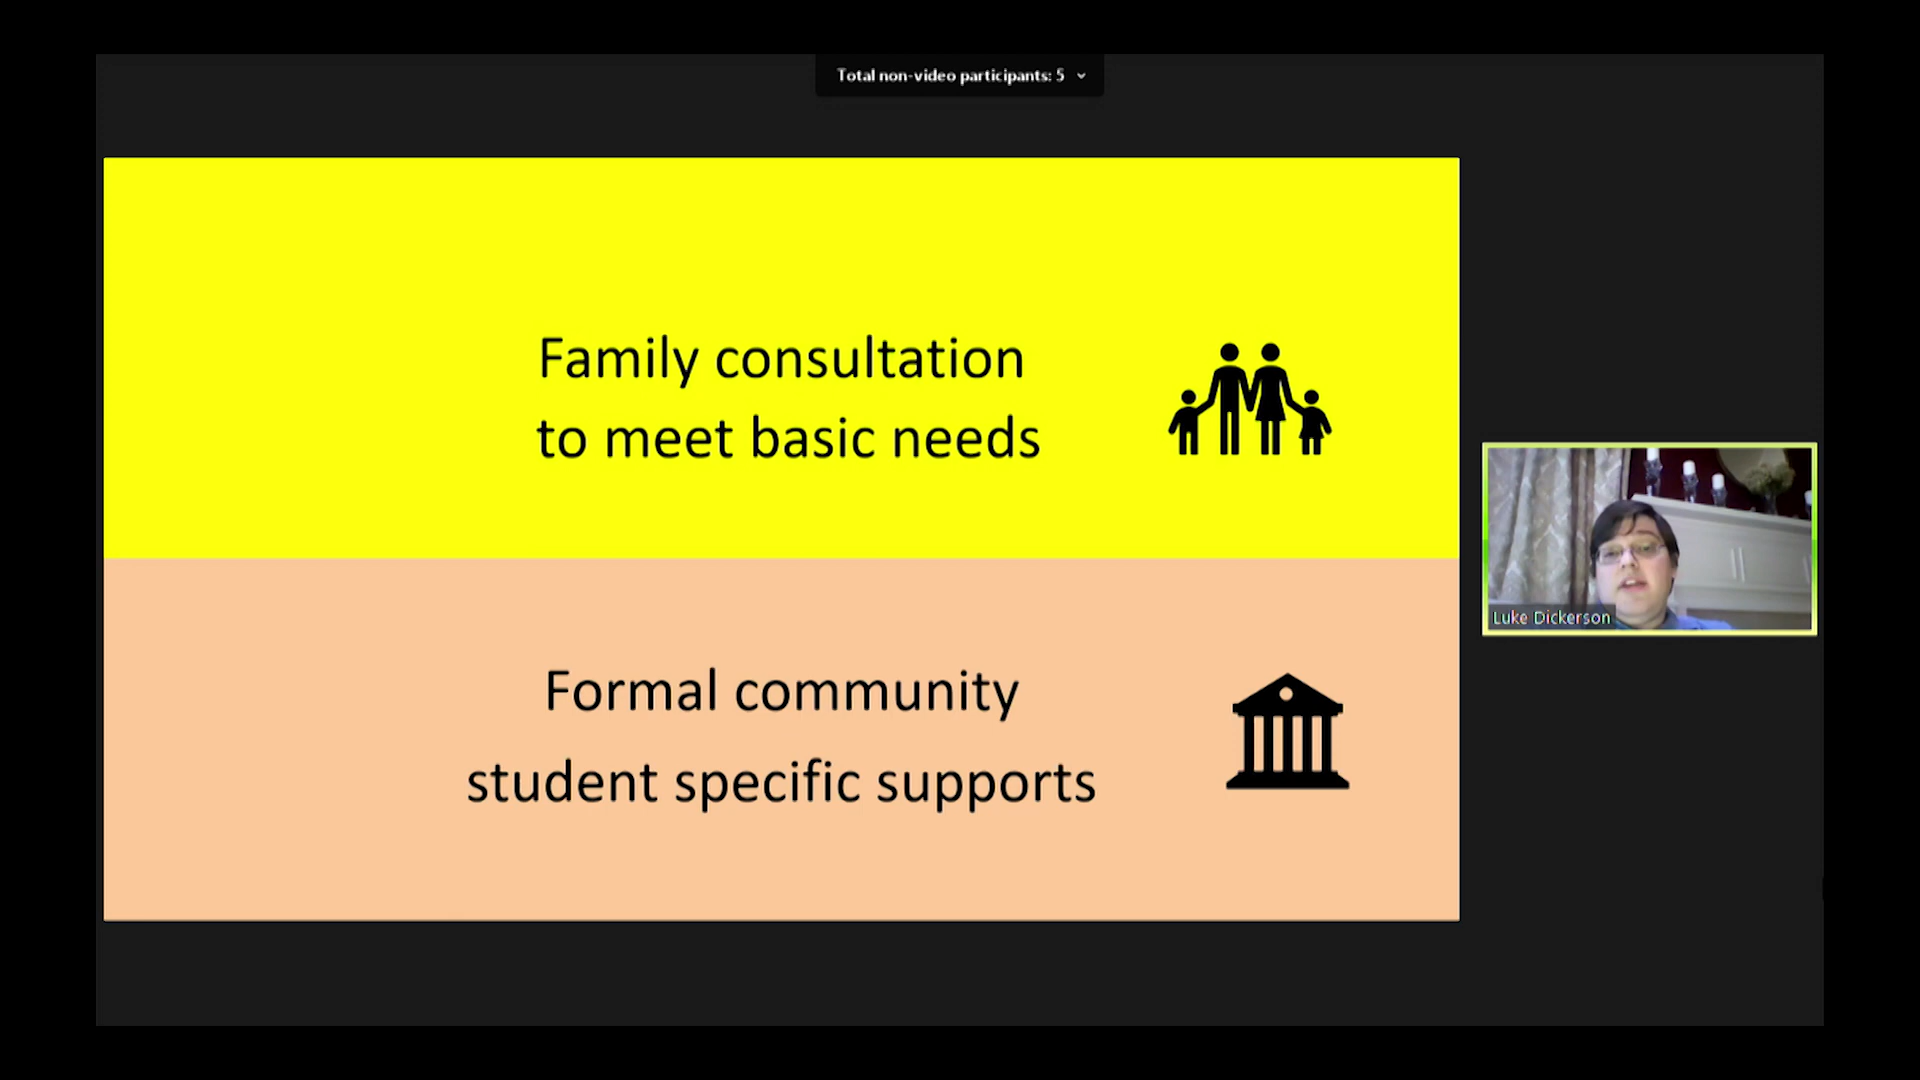 Total non-video participants: 5
Family consultation
to meet basic needs
Formal community
student specific supports
Luke Dickerson